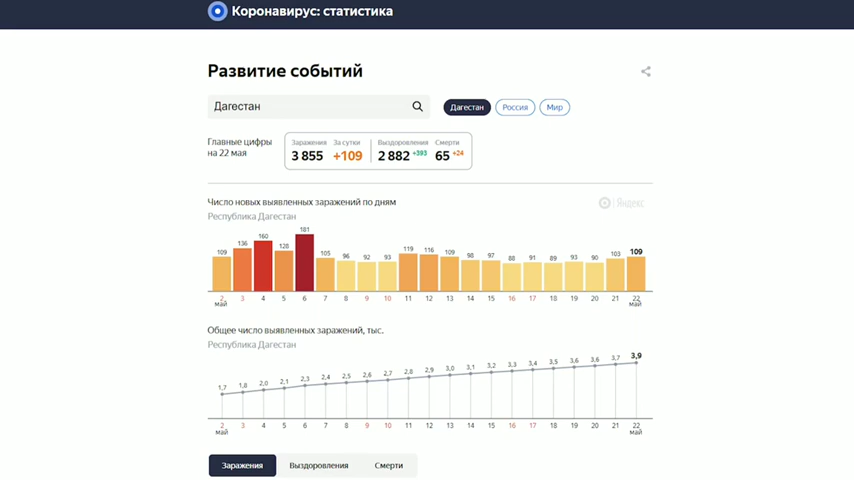 Коронавирус: статистика
Развитие событий
Дагестан
Дагестан Россия Мир
Главные цифры
на 22 мая
Заражения За сутки Выздоровления Смерти
3 855 +109 2 882 +393 65 +24
Число новых выявленных заражений по дням
Яндекс
Республика Дагестан
109 136 160 128 181 105 96 92 93 119 116 109 98 97 88 91 89 93 90 103 109
2 3 4 5 6 7 8 9 10 11 12 13 14 15 16 17 18 19 20 21 22
май май
Общее число выявленных заражений, тыс.
Республика Дагестан
1,7 1,8 2,0 2,1 2,3 2,4 2,5 2,6 2,7 2,8 2,9 3,0 3,1 3,2 3,3 3,4 3,5 3,6 3,6 3,7 3,9
2 3 4 5 6 7 8 9 10 11 12 13 14 15 16 17 18 19 20 21 22
май май
Заражения Выздоровления Смерти